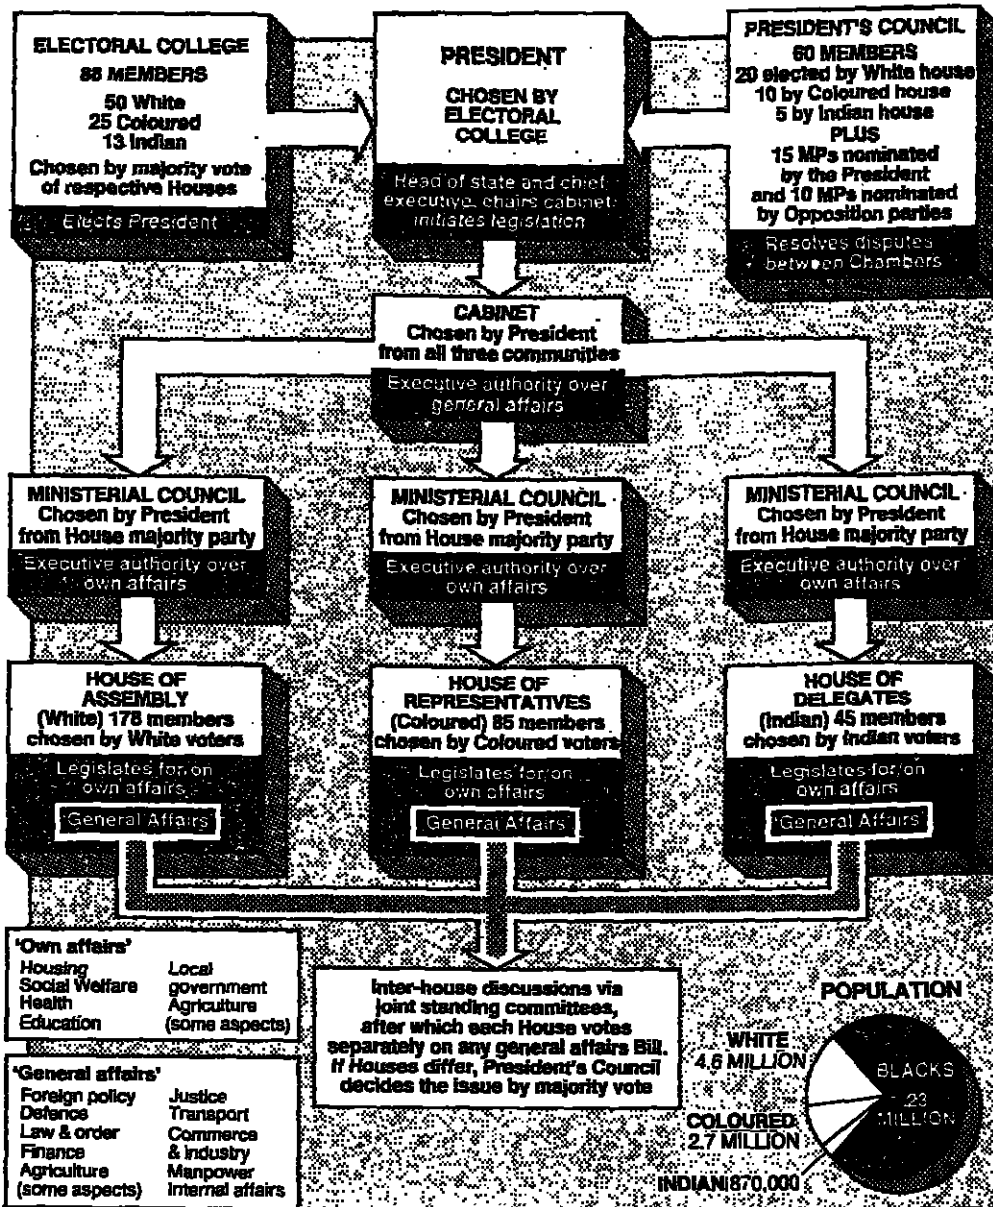 ELECTORAL COLLEGE
88 MEMBERS
50 White
25 Coloured
13 Indian
Chosen by majority vote
of respective Houses
Elects President
PRESIDENT
CHOSEN BY
ELECTORAL
COLLEGE
Head of state and chief
executive, chairs cabinet
initiates legislation
PRESIDENT'S COUNCIL
60 MEMBERS
20 elected by White house
10 by Coloured house
5 by Indian house
PLUS
15 MPs nominated
by the President
and 10 MPs nominated
by Opposition parties
Resolves disputes
between Chambers
CABINET
Chosen by President
from all three communities
Executive authority over
general affairs
MINISTERIAL COUNCIL
Chosen by President
from House majority party
Executive authority over
own affairs
MINISTERIAL COUNCIL
Chosen by President
from House majority party
Executive authority over
own affairs
MINISTERIAL COUNCIL
Chosen by President
from House majority party
Executive authority over
own affairs
HOUSE OF
ASSEMBLY
(White) 178 members
chosen by White voters
Legislates for/on
own affairs
General Affairs
HOUSE OF
REPRESENTATIVES
(Coloured) 85 members
chosen by Coloured voters
Legislates for/on
own affairs
General Affairs
HOUSE OF
DELEGATES
(Indian) 45 members
chosen by Indian voters
Legislates for/on
own affairs
General Affairs
'Own affairs'
Housing
Social Welfare
Health
Education
Local
government
Agriculture
(some aspects)
'General affairs'
Foreign policy
Defence
Law & order
Finance
Agriculture
(some aspects)
Justice
Transport
Commerce
& industry
Manpower
Internal affairs
Inter-house discussions via
joint standing committees,
after which each House votes
separately on any general affairs Bill.
If Houses differ, President's Council
decides the issue by majority vote
POPULATION
WHITE
4.6 MILLION
BLACKS
23
MILLION
COLOURED
2.7 MILLION
INDIAN 870,000